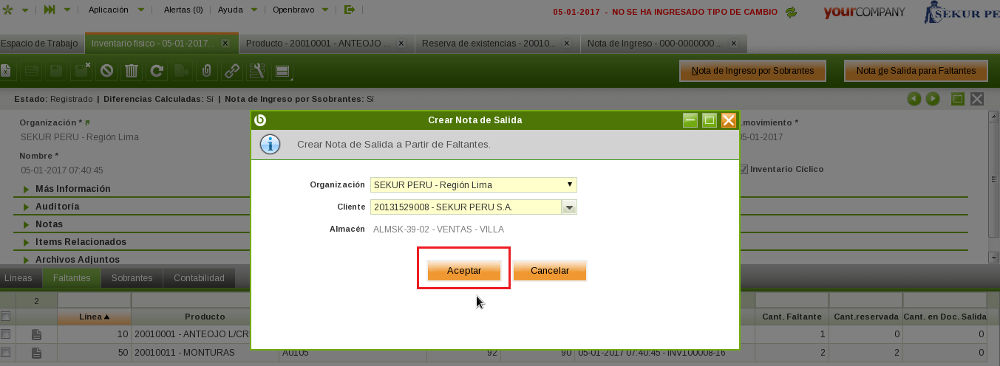 Aplicación Alertas (0) Ayuda Openbravo
05-01-2017 - NO SE HA INGRESADO TIPO DE CAMBIO
yourCOMPANY
SEKUR PE
Espacio de Trabajo
Inventario físico - 05-01-2017...
Producto - 20010001 - ANTEOJO ...
Reserva de existencias - 20010...
Nota de Ingreso - 000-0000000 ...
Nota de Ingreso por Sobrantes
Nota de Salida para Faltantes
Estado: Registrado | Diferencias Calculadas: Sí | Nota de Ingreso por Ssobrantes: Sí
Organización *
SEKUR PERU - Región Lima
.movimiento *
05-01-2017
Nombre *
05-01-2017 07:40:45
Inventario Cíclico
Más Información
Auditoría
Notas
Items Relacionados
Archivos Adjuntos
Crear Nota de Salida
Crear Nota de Salida a Partir de Faltantes.
Organización SEKUR PERU - Región Lima
Cliente 20131529008 - SEKUR PERU S.A.
Almacén ALMSK-39-02 - VENTAS - VILLA
Aceptar Cancelar
Líneas Faltantes Sobrantes Contabilidad
2
Línea Producto Cant. Faltante Cant.reservada Cant. en Doc. Salida
10 20010001 - ANTEOJO L/CR 1 0 0
50 20010011 - MONTURAS A0105 92 90 05-01-2017 07:40:45 - INV100008-16 2 2 0